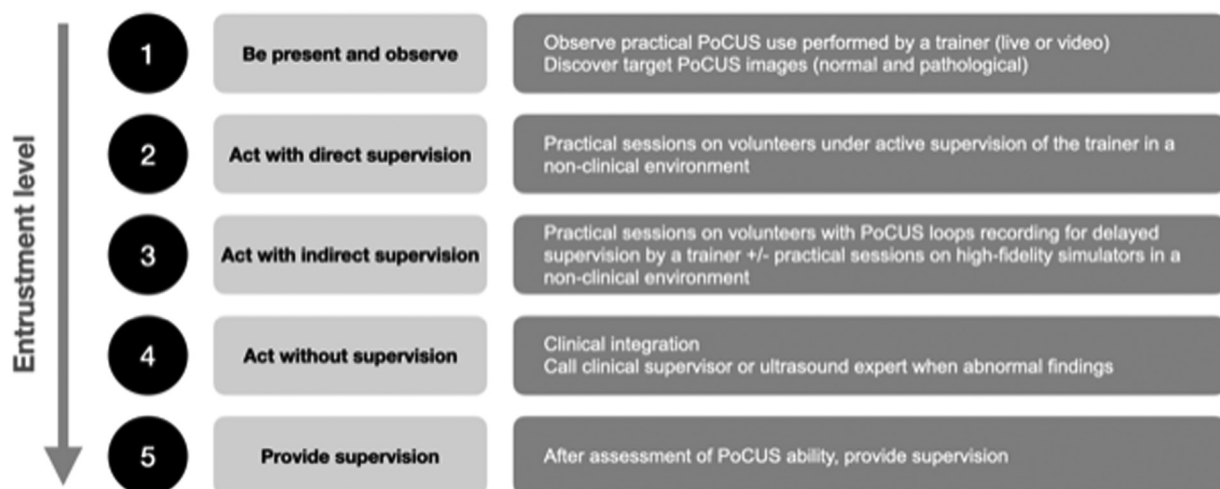 Entrustment level
1
Be present and observe
Observe practical PoCUS use performed by a trainer (live or video)
Discover target PoCUS images (normal and pathological)
2
Act with direct supervision
Practical sessions on volunteers under active supervision of the trainer in a
non-clinical environment
3
Act with indirect supervision
Practical sessions on volunteers with PoCUS loops recording for delayed
supervision by a trainer +/- practical sessions on high-fidelity simulators in a
non-clinical environment
4
Act without supervision
Clinical integration
Call clinical supervisor or ultrasound expert when abnormal findings
5
Provide supervision
After assessment of PoCUS ability, provide supervision